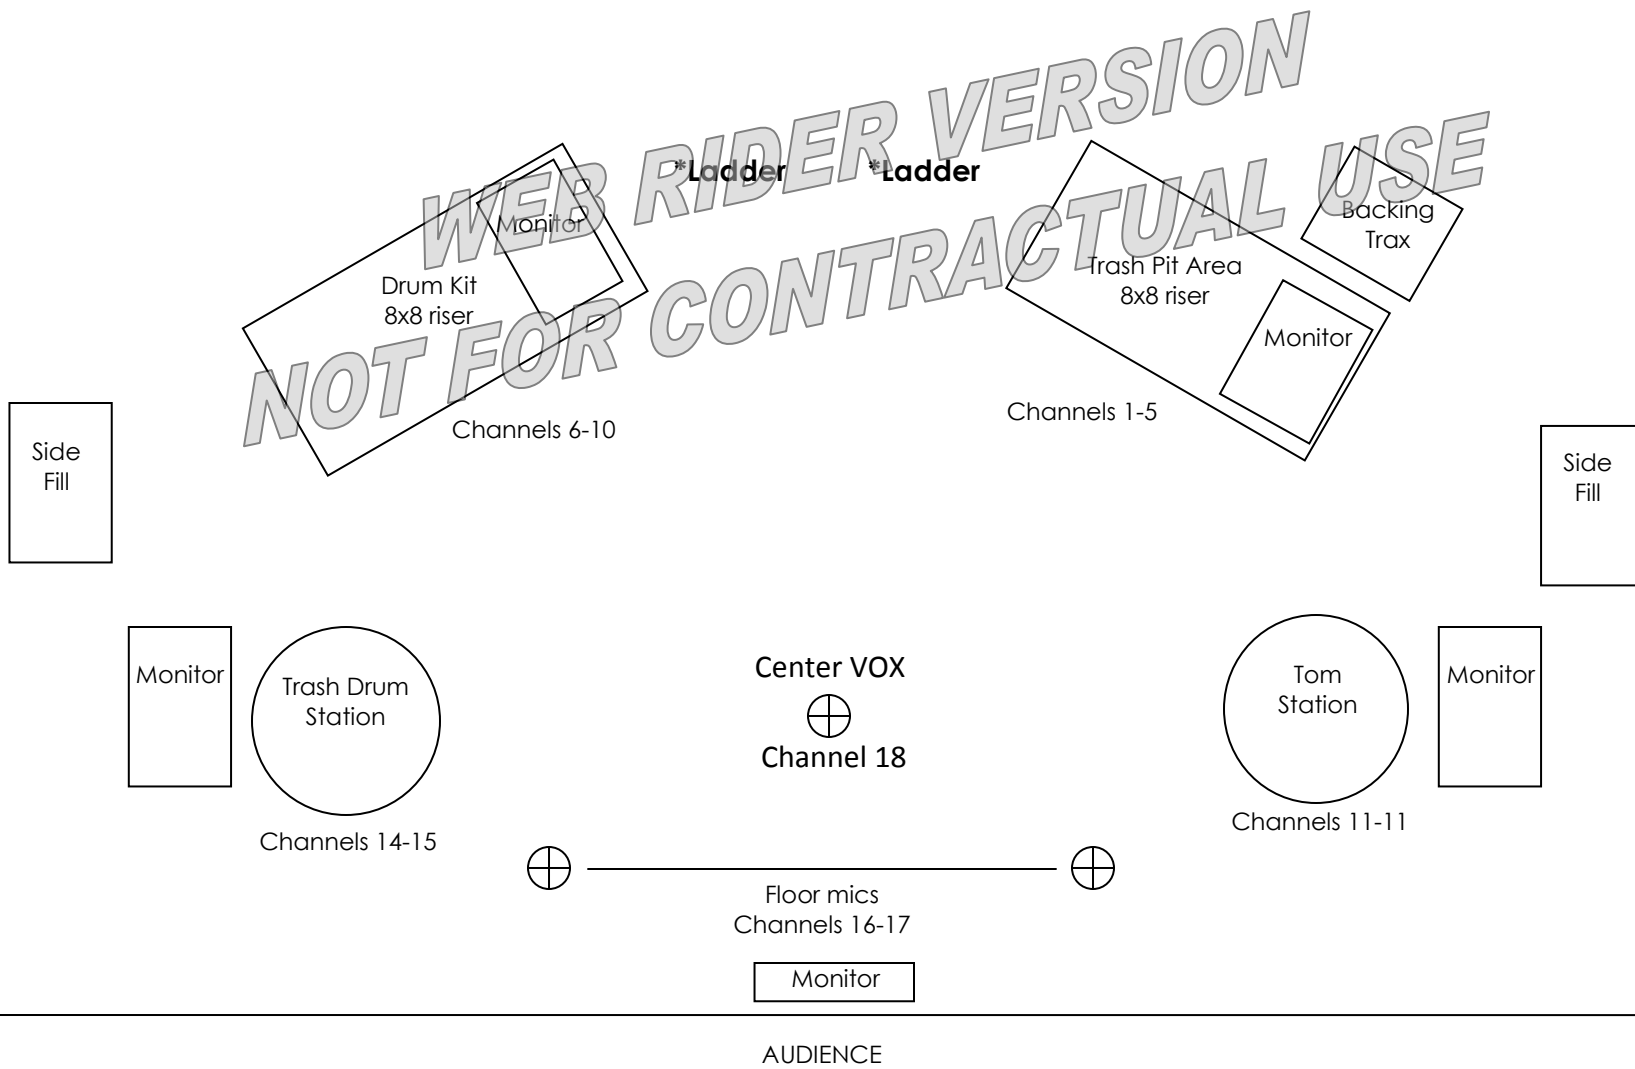 WEB RIDER VERSION
NOT FOR CONTRACTUAL USE
*Ladder
*Ladder
Monitor
Drum Kit
8x8 riser
Channels 6-10
Trash Pit Area
8x8 riser
Monitor
Channels 1-5
Backing
Trax
Side
Fill
Side
Fill
Monitor
Trash Drum
Station
Channels 14-15
Center VOX
Channel 18
Tom
Station
Channels 11-11
Monitor
Floor mics
Channels 16-17
Monitor
AUDIENCE